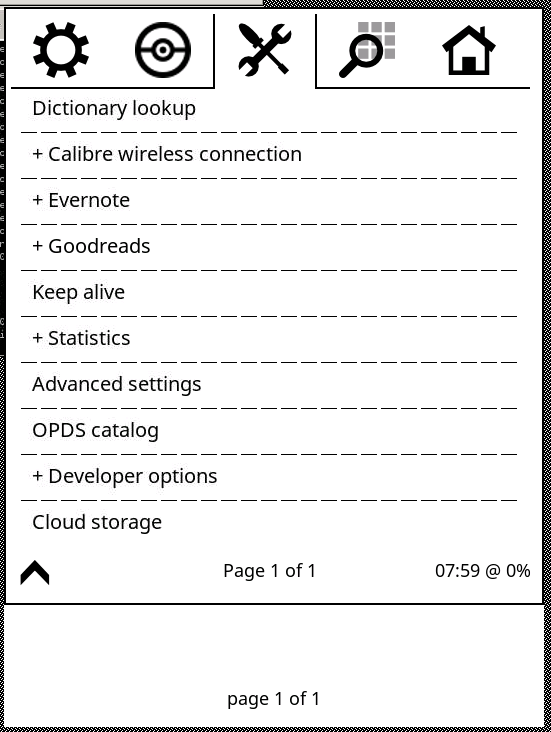 Dictionary lookup
+ Calibre wireless connection
+ Evernote
+ Goodreads
Keep alive
+ Statistics
Advanced settings
OPDS catalog
+ Developer options
Cloud storage
Page 1 of 1
07:59 @ 0%
page 1 of 1